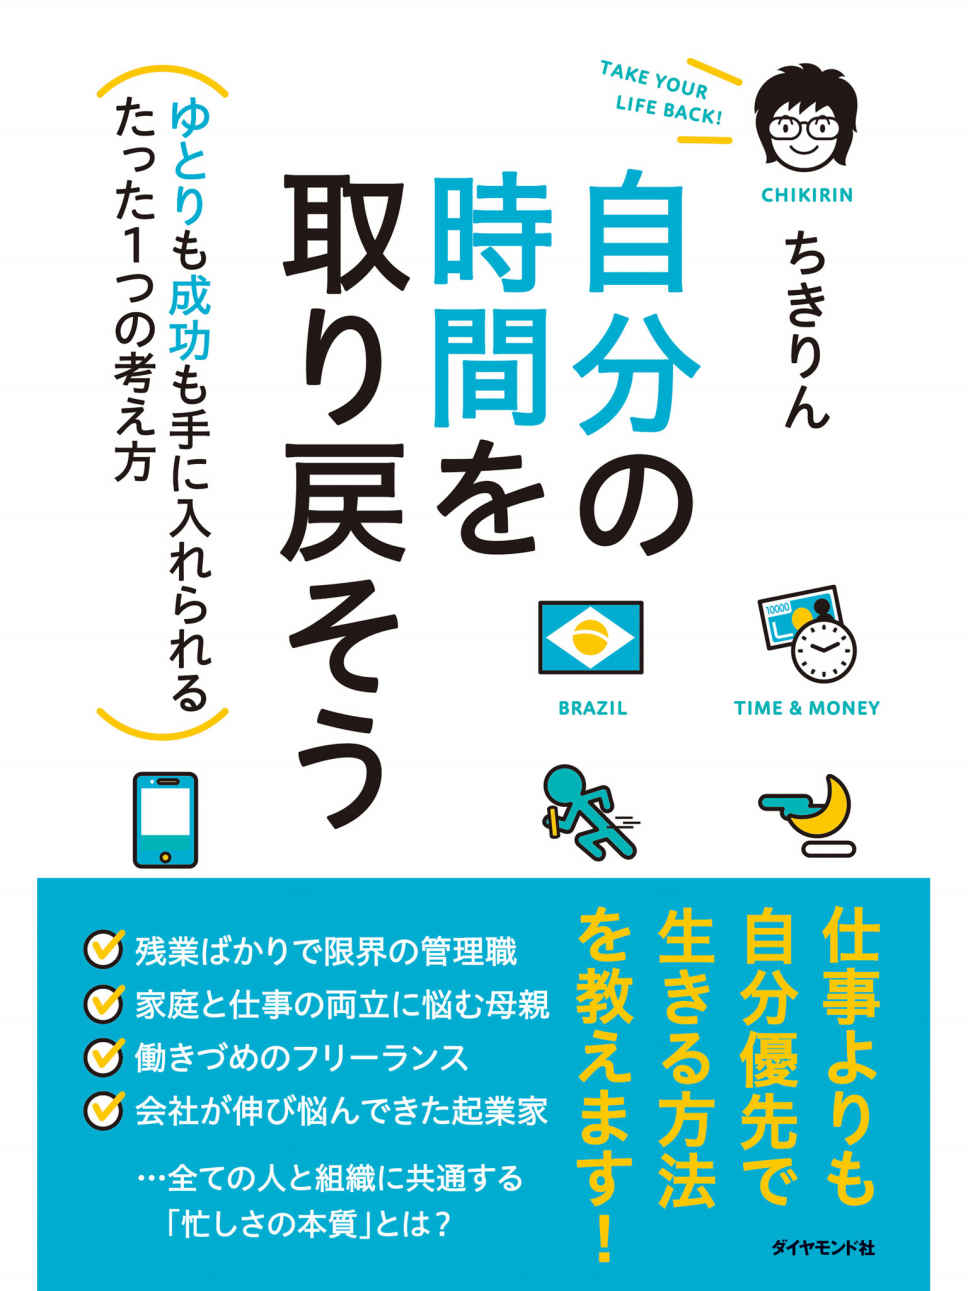 TAKE YOUR
LIFE BACK!
CHIKIRIN
ちきりん
自分の
時間を
取り戻そう
ゆとりも成功も手に入れられる
たった1つの考え方
BRAZIL
10000
TIME & MONEY
仕事よりも
自分優先で
生きる方法
を教えます！
残業ばかりで限界の管理職
家庭と仕事の両立に悩む母親
働きづめのフリーランス
会社が伸び悩んできた起業家
…全ての人と組織に共通する
「忙しさの本質」とは？
ダイヤモンド社